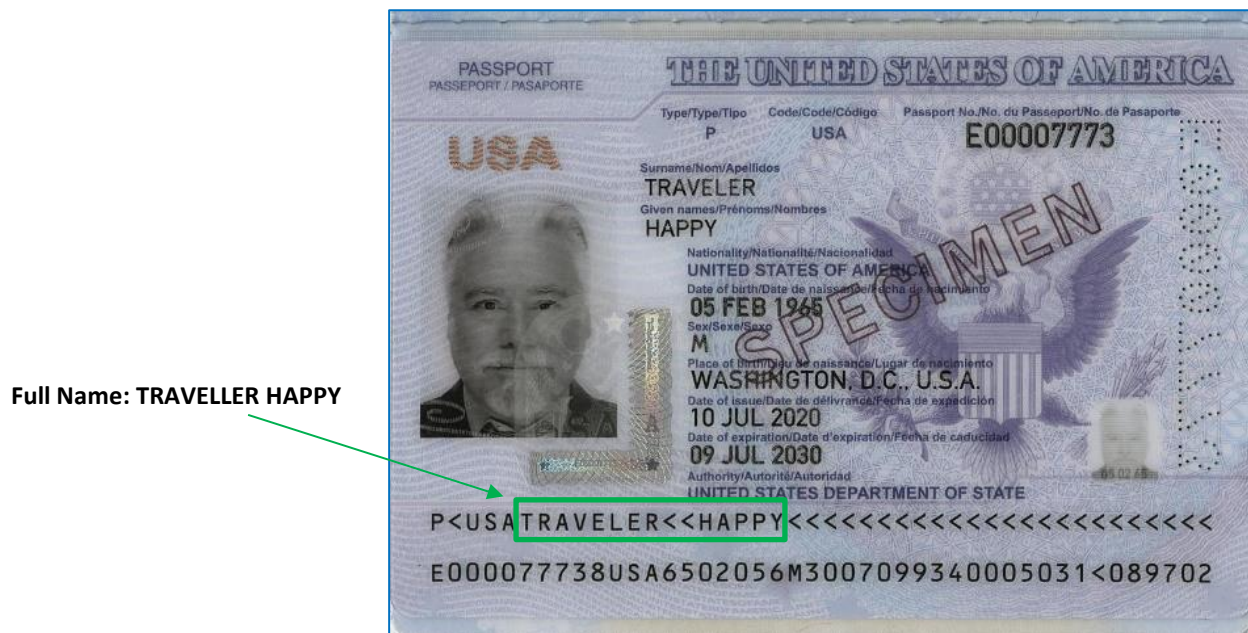 PASSPORT
PASSEPORT / PASAPORTE
THE UNITED STATES OF AMERICA
Type/Type/Tipo Code/Code/Código Passport No./No. du Passeport/No. de Pasaporte
P USA E00007773
USA
Surname/Nom/Apellidos
TRAVELER
Given names/Prénoms/Nombres
HAPPY
Nationality/Nationalité/Nacionalidad
UNITED STATES OF AMERICA
Date of birth/Date de naissance/Fecha de nacimiento
05 FEB 1965
Sex/Sexe/Sexo
M
SPECIMEN
Place of birth/Lieu de naissance/Lugar de nacimiento
WASHINGTON, D.C., U.S.A.
Date of issue/Date de délivrance/Fecha de expedición
10 JUL 2020
Date of expiration/Date d'expiration/Fecha de caducidad
09 JUL 2030
Authority/Autorité/Autoridad
UNITED STATES DEPARTMENT OF STATE
05 02 65
Full Name: TRAVELLER HAPPY
P<USATRAVELER<<HAPPY<<<<<<<<<<<<<<<<<<<<<<<<
E000077738USA6502056M3007099340005031<089702